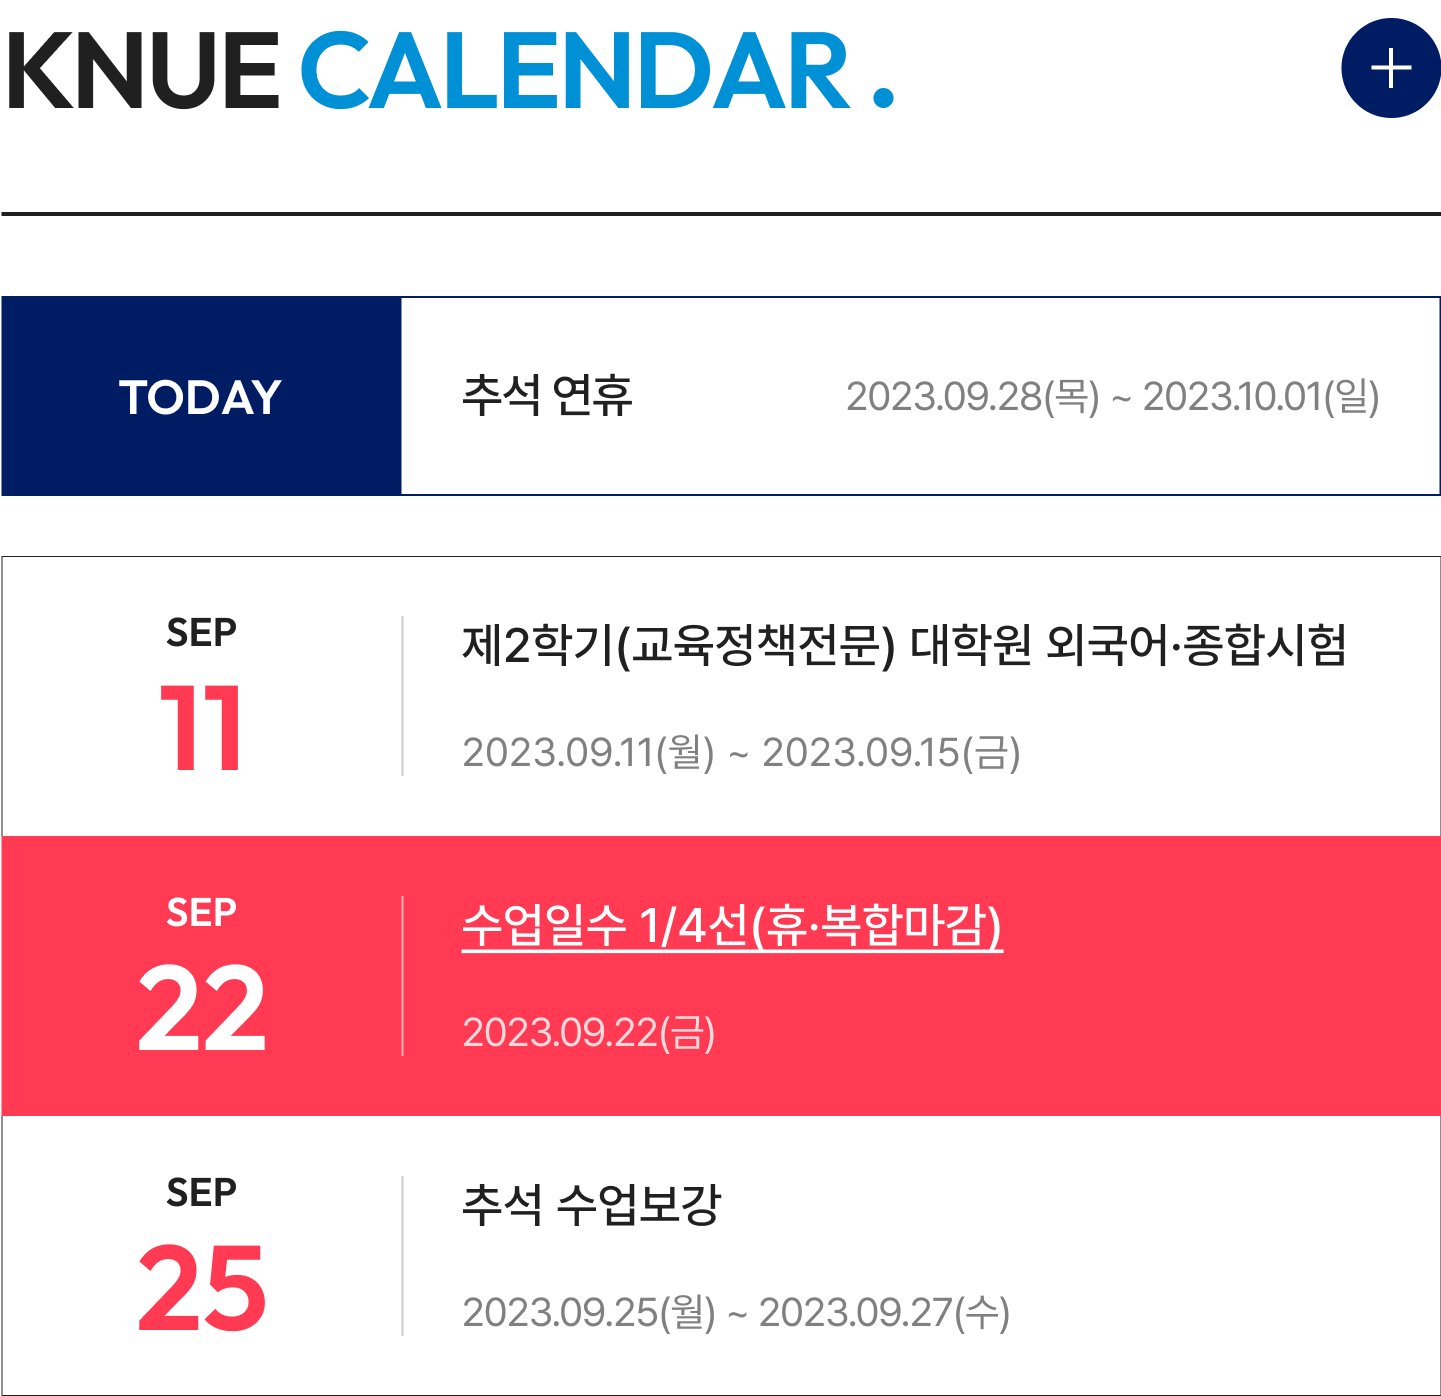 KNUE CALENDAR .
TODAY
추석 연휴
2023.09.28(목) ~ 2023.10.01(일)
SEP
11
제2학기(교육정책전문) 대학원 외국어·종합시험
2023.09.11(월) ~ 2023.09.15(금)
SEP
22
수업일수 1/4선(휴·복합마감)
2023.09.22(금)
SEP
25
추석 수업보강
2023.09.25(월) ~ 2023.09.27(수)